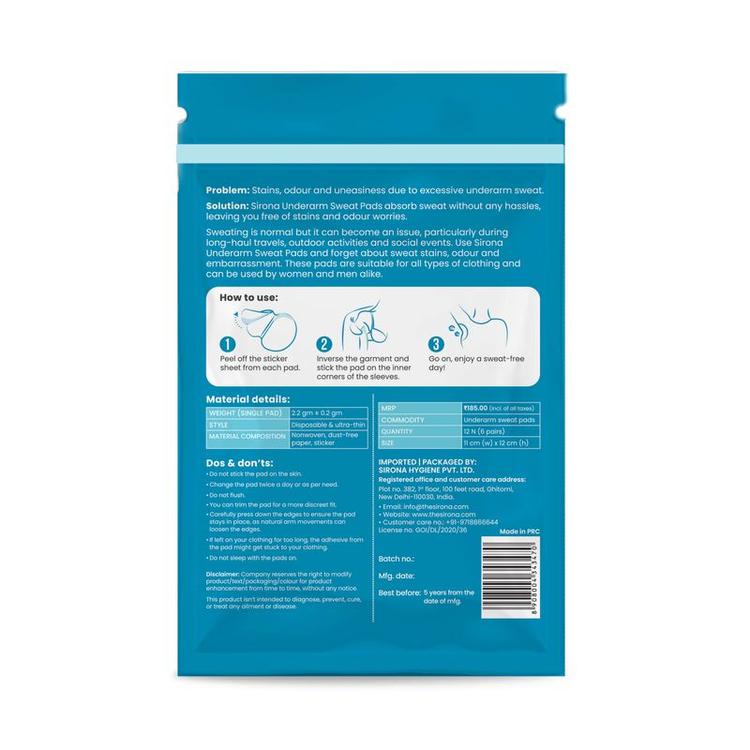 Problem: Stains, odour and uneasiness due to excessive underarm sweat.
Solution: Sirona Underarm Sweat Pads absorb sweat without any hassles,
leaving you free of stains and odour worries.
Sweating is normal but it can become an issue, particularly during
long-haul travels, outdoor activities and social events. Use Sirona
Underarm Sweat Pads and forget about sweat stains, odour and
embarrassment. These pads are suitable for all types of clothing and
can be used by women and men alike.
How to use:
1
Peel off the sticker
sheet from each pad.
2
Inverse the garment and
stick the pad on the inner
corners of the sleeves.
3
Go on, enjoy a sweat-free
day!
Material details:
WEIGHT (SINGLE PAD) 2.2 gm ± 0.2 gm
STYLE Disposable & ultra-thin
MATERIAL COMPOSITION Nonwoven, dust-free
paper, sticker
Dos & don'ts:
• Do not stick the pad on the skin.
• Change the pad twice a day or as per need.
• Do not flush.
• You can trim the pad for a more discreet fit.
• Carefully press down the edges to ensure the pad
stays in place, as natural arm movements can
loosen the edges.
• If left on your clothing for too long, the adhesive from
the pad might get stuck to your clothing.
• Do not sleep with the pads on.
Disclaimer: Company reserves the right to modify
product/text/packaging/colour for product
enhancement from time to time, without any notice.
This product isn't intended to diagnose, prevent, cure,
or treat any ailment or disease.
MRP ₹185.00 (Incl. of all taxes)
COMMODITY Underarm sweat pads
QUANTITY 12 N (6 pairs)
SIZE 11 cm (w) x 12 cm (h)
IMPORTED | PACKAGED BY:
SIRONA HYGIENE PVT. LTD.
Registered office and customer care address:
Plot no. 382, 1st floor, 100 feet road, Ghitorni,
New Delhi-110030, India.
• Email: info@thesirona.com
• Website: www.thesirona.com
• Customer care no.: +91-9718866644
License no. GOI/DL/2020/36
Made in PRC
Batch no.:
Mfg. date:
Best before: 5 years from the
date of mfg.
8908004343470